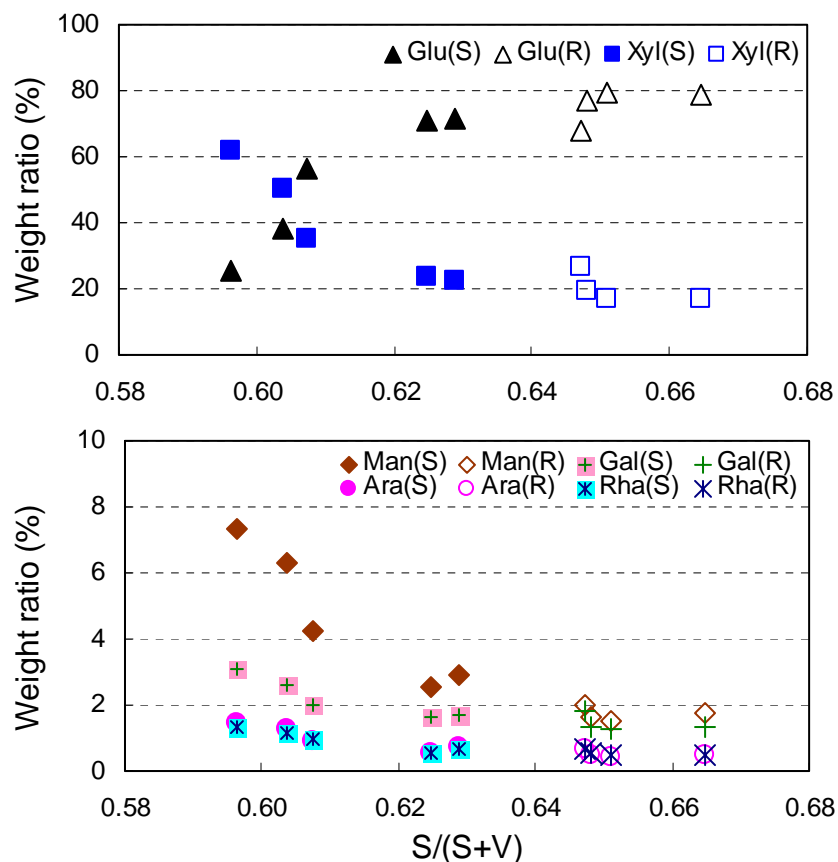 100
80
60
40
20
0
Weight ratio (%)
Glu(S) Glu(R) Xyl(S) Xyl(R)
0.58 0.60 0.62 0.64 0.66 0.68
10
8
6
4
2
0
Weight ratio (%)
Man(S) Man(R) Gal(S) Gal(R)
Ara(S) Ara(R) Rha(S) Rha(R)
0.58 0.60 0.62 0.64 0.66 0.68
S/(S+V)